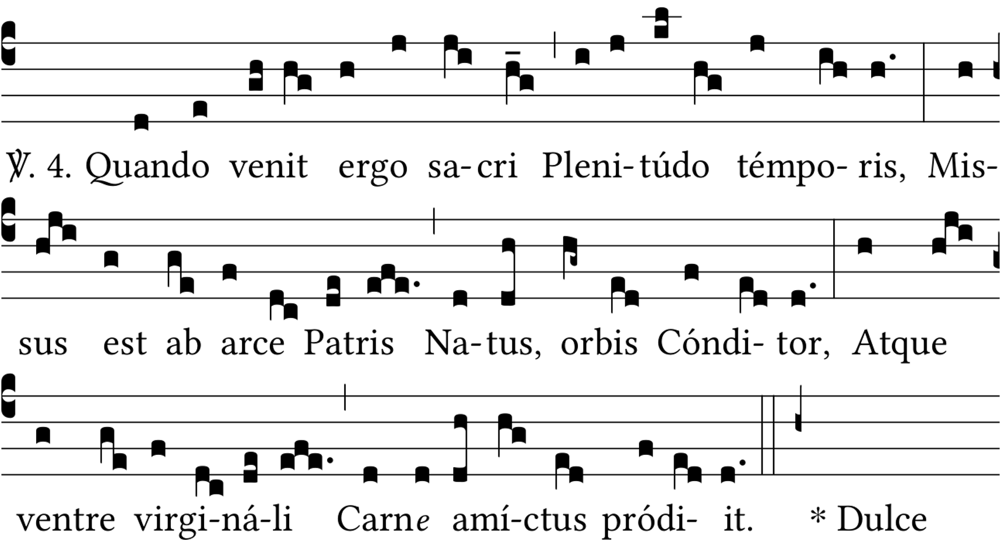 ℣. 4. Quando venit ergo sa-cri Pleni-túdo témpo-ris, Mis-
sus est ab arce Patris Na-tus, orbis Cóndi-tor, Atque
ventre virgi-ná-li Carne amí-ctus pródi-it. * Dulce